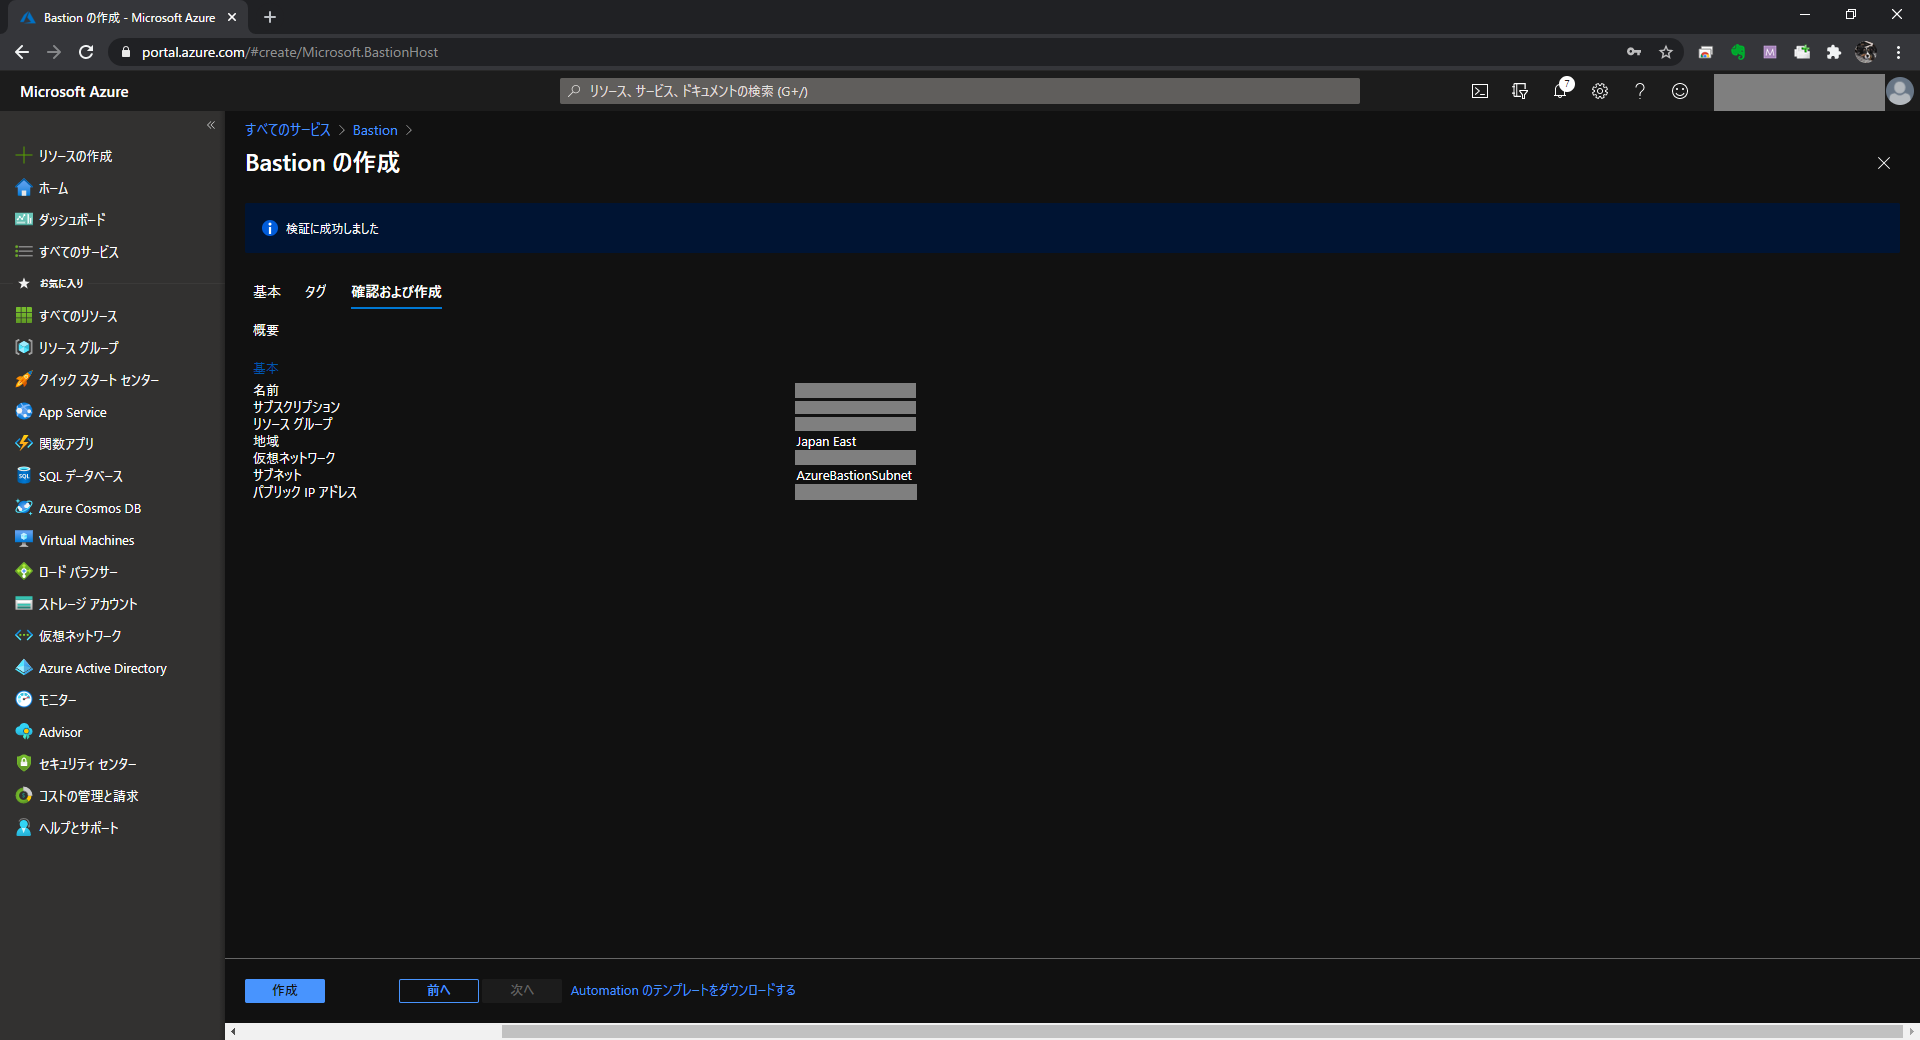 Bastion の作成 - Microsoft Azure
portal.azure.com/#create/Microsoft.BastionHost
Microsoft Azure
リソース、サービス、ドキュメントの検索 (G+/)
7
すべてのサービス > Bastion >
Bastion の作成
検証に成功しました
基本 タグ 確認および作成
概要
基本
名前
サブスクリプション
リソース グループ
地域 Japan East
仮想ネットワーク
サブネット AzureBastionSubnet
パブリック IP アドレス
リソースの作成
ホーム
ダッシュボード
すべてのサービス
お気に入り
すべてのリソース
リソース グループ
クイック スタート センター
App Service
関数アプリ
SQL データベース
Azure Cosmos DB
Virtual Machines
ロード バランサー
ストレージ アカウント
仮想ネットワーク
Azure Active Directory
モニター
Advisor
セキュリティ センター
コストの管理と請求
ヘルプとサポート
作成 前へ 次へ Automation のテンプレートをダウンロードする